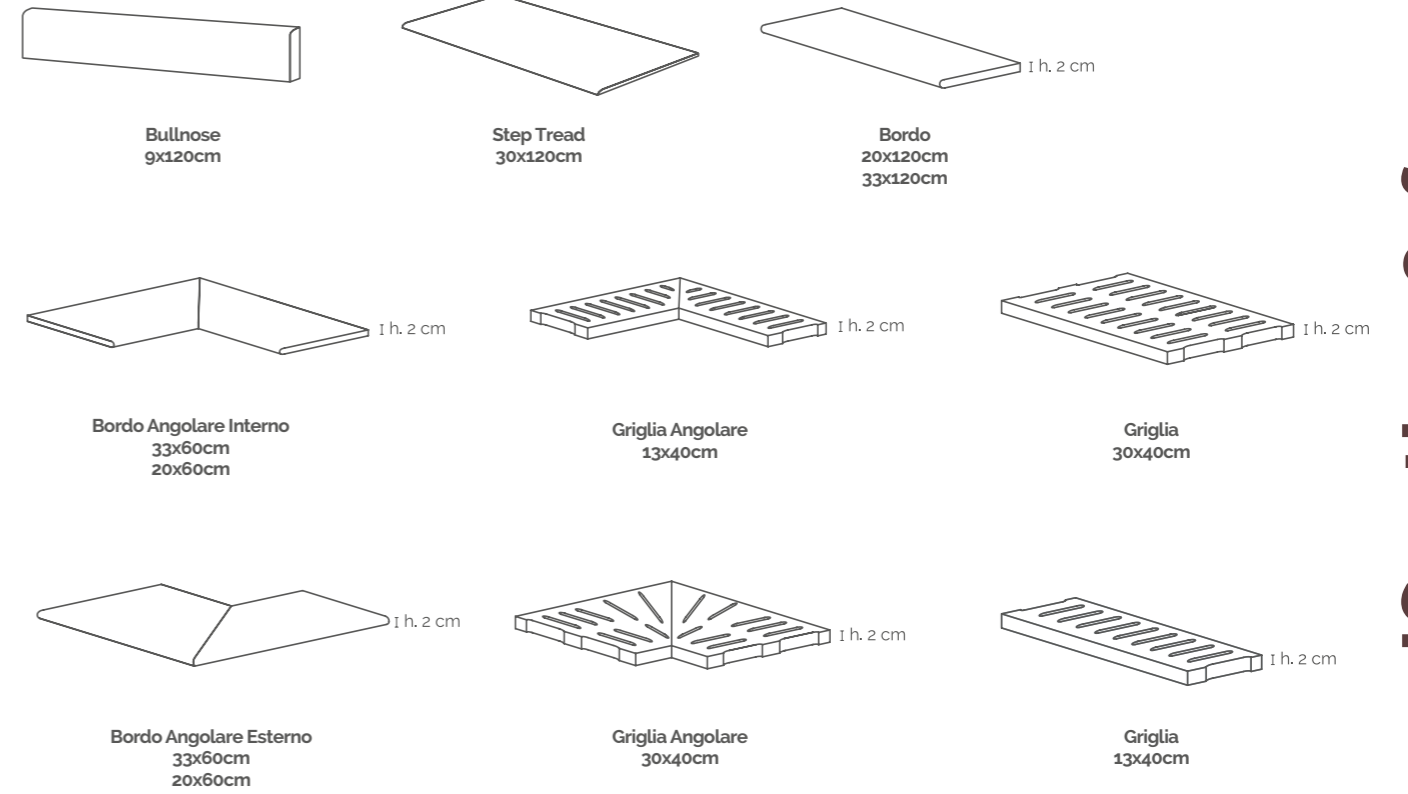 I h. 2 cm
Bullnose
9x120cm
Step Tread
30x120cm
Bordo
20x120cm
33x120cm
I h. 2 cm
I h. 2 cm
I h. 2 cm
Bordo Angolare Interno
33x60cm
20x60cm
Griglia Angolare
13x40cm
Griglia
30x40cm
I h. 2 cm
I h. 2 cm
I h. 2 cm
Bordo Angolare Esterno
33x60cm
20x60cm
Griglia Angolare
30x40cm
Griglia
13x40cm